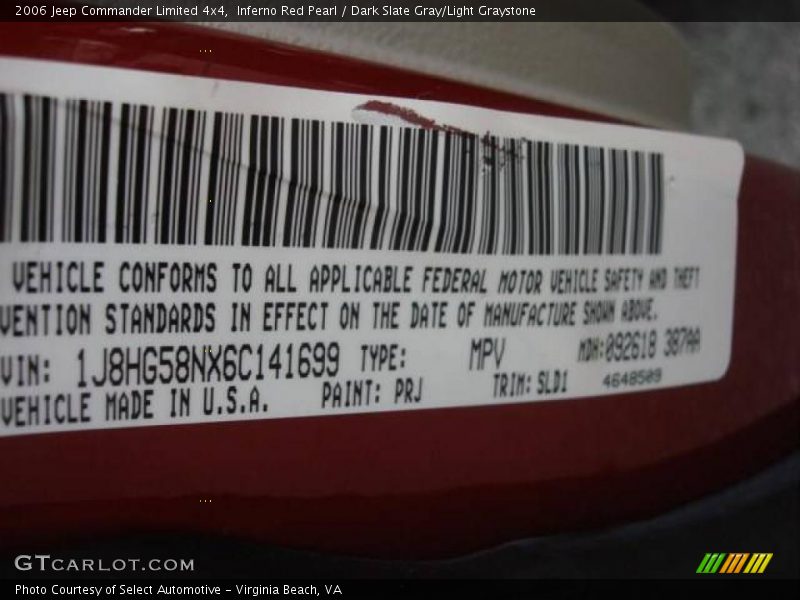 2006 Jeep Commander Limited 4x4,  Inferno Red Pearl / Dark Slate Gray/Light Graystone
VEHICLE CONFORMS TO ALL APPLICABLE FEDERAL MOTOR VEHICLE SAFETY AND THEFT
VENTION STANDARDS IN EFFECT ON THE DATE OF MANUFACTURE SHOWN ABOVE.
VIN: 1J8HG58NX6C141699 TYPE: MPV MDH:092618 387AA
VEHICLE MADE IN U.S.A. PAINT: PRJ TRIM: SLD1 4648509
GTCARLOT.COM
Photo Courtesy of Select Automotive - Virginia Beach, VA